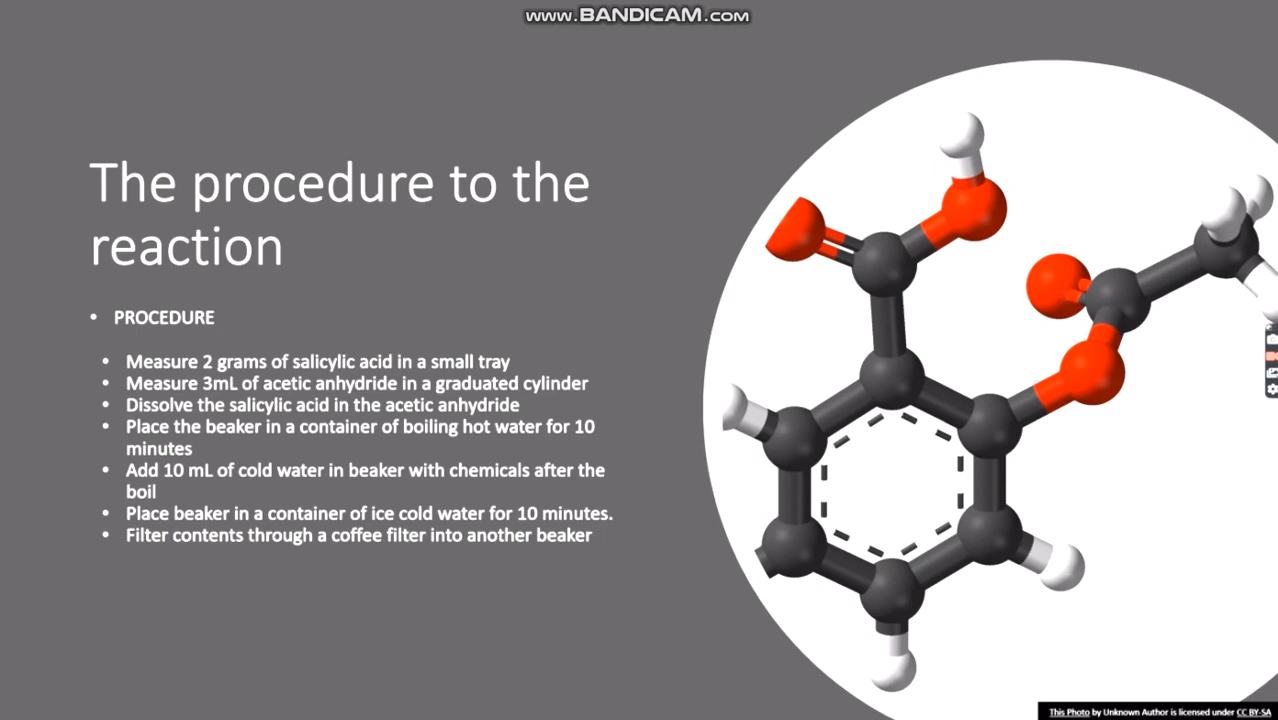 www.BANDICAM.com
The procedure to the
reaction
• PROCEDURE
• Measure 2 grams of salicylic acid in a small tray
• Measure 3mL of acetic anhydride in a graduated cylinder
• Dissolve the salicylic acid in the acetic anhydride
• Place the beaker in a container of boiling hot water for 10
minutes
• Add 10 mL of cold water in beaker with chemicals after the
boil
• Place beaker in a container of ice cold water for 10 minutes.
• Filter contents through a coffee filter into another beaker
This Photo by Unknown Author is licensed under CC BY-SA